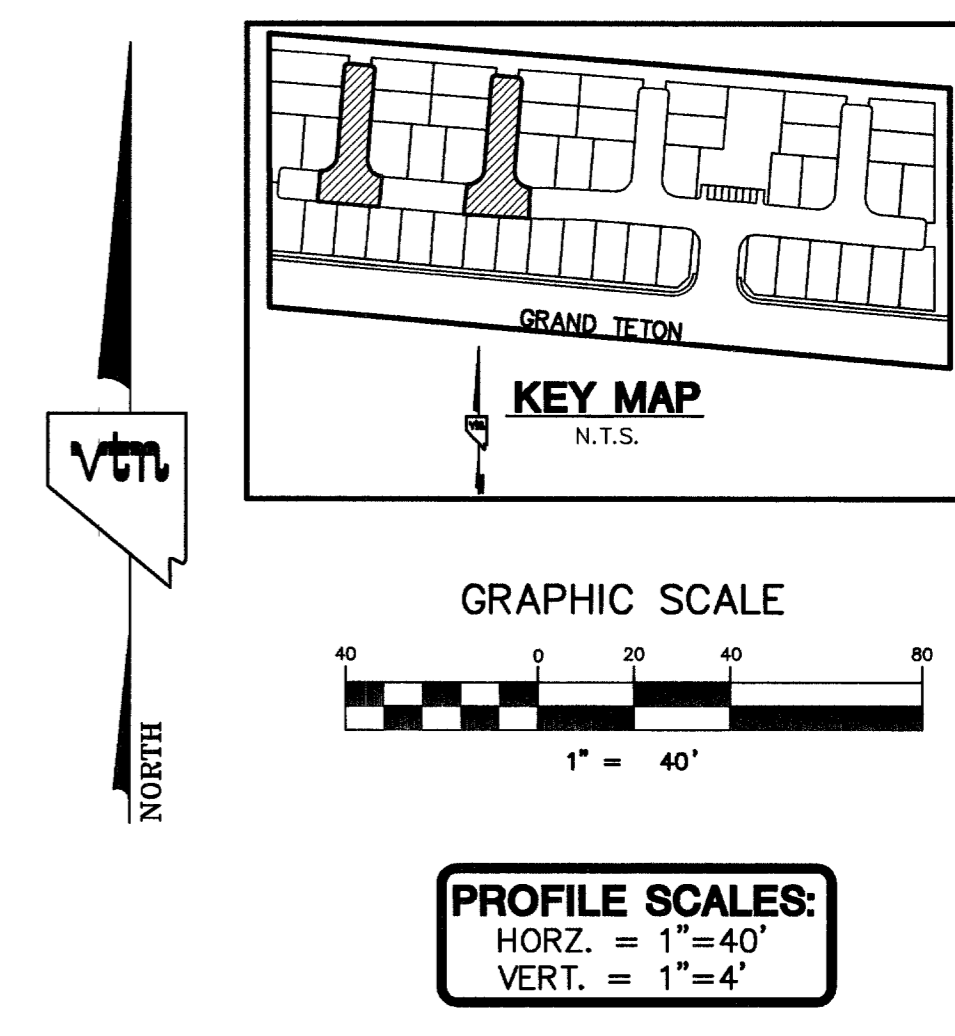 GRAND TETON
KEY MAP
N.T.S.
vtn
NORTH
GRAPHIC SCALE
40 0 20 40 80
1" = 40'
PROFILE SCALES:
HORZ. = 1"=40'
VERT. = 1"=4'